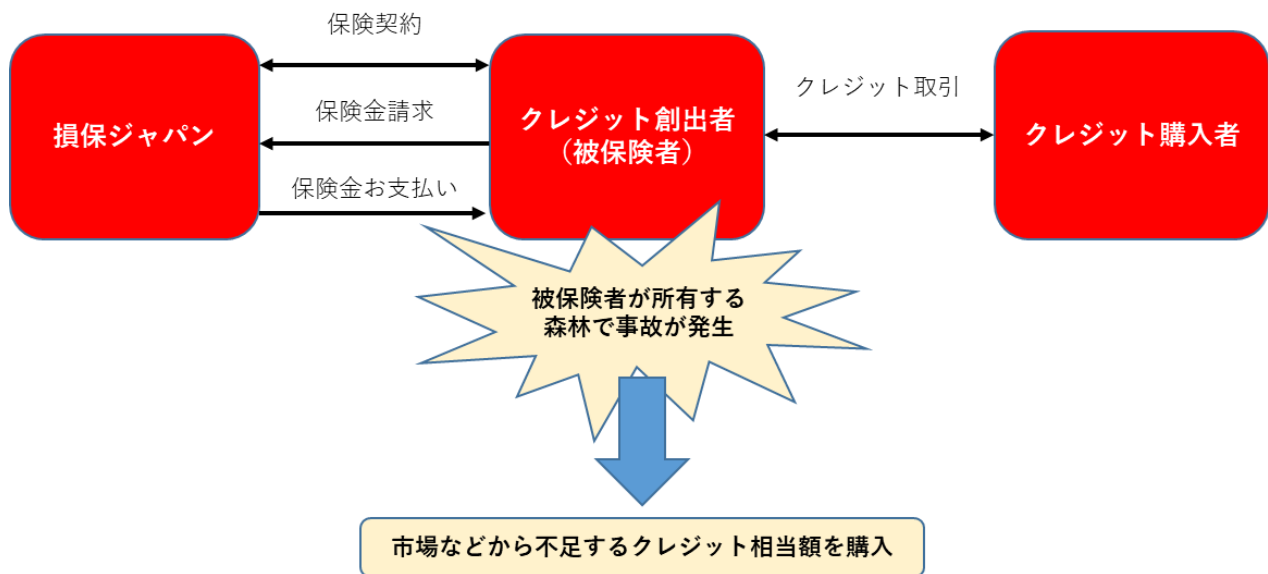 保険契約
損保ジャパン
保険金請求
保険金お支払い
クレジット創出者
（被保険者）
クレジット取引
クレジット購入者
被保険者が所有する
森林で事故が発生
市場などから不足するクレジット相当額を購入